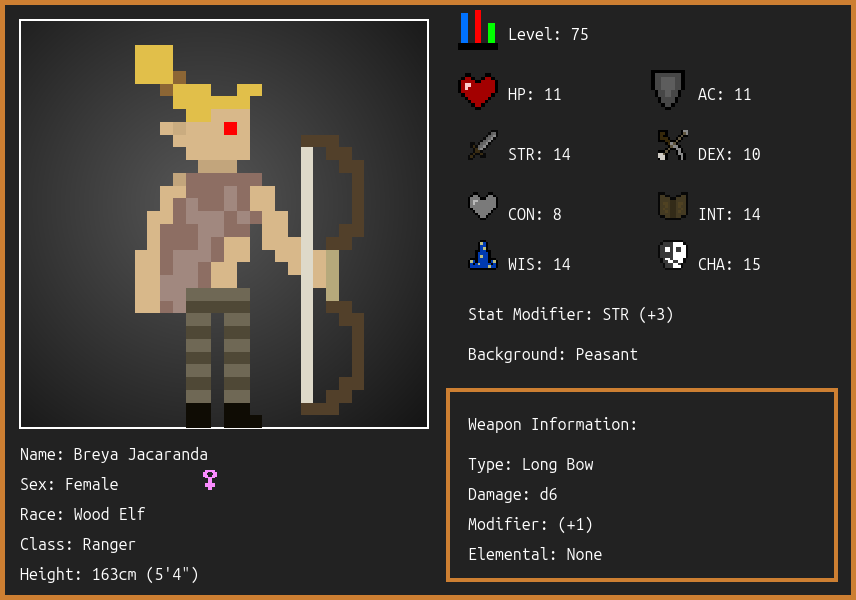 Level: 75
HP: 11
AC: 11
STR: 14
DEX: 10
CON: 8
INT: 14
WIS: 14
CHA: 15
Stat Modifier: STR (+3)
Background: Peasant
Weapon Information:
Type: Long Bow
Damage: d6
Modifier: (+1)
Elemental: None
Name: Breya Jacaranda
Sex: Female
Race: Wood Elf
Class: Ranger
Height: 163cm (5'4")